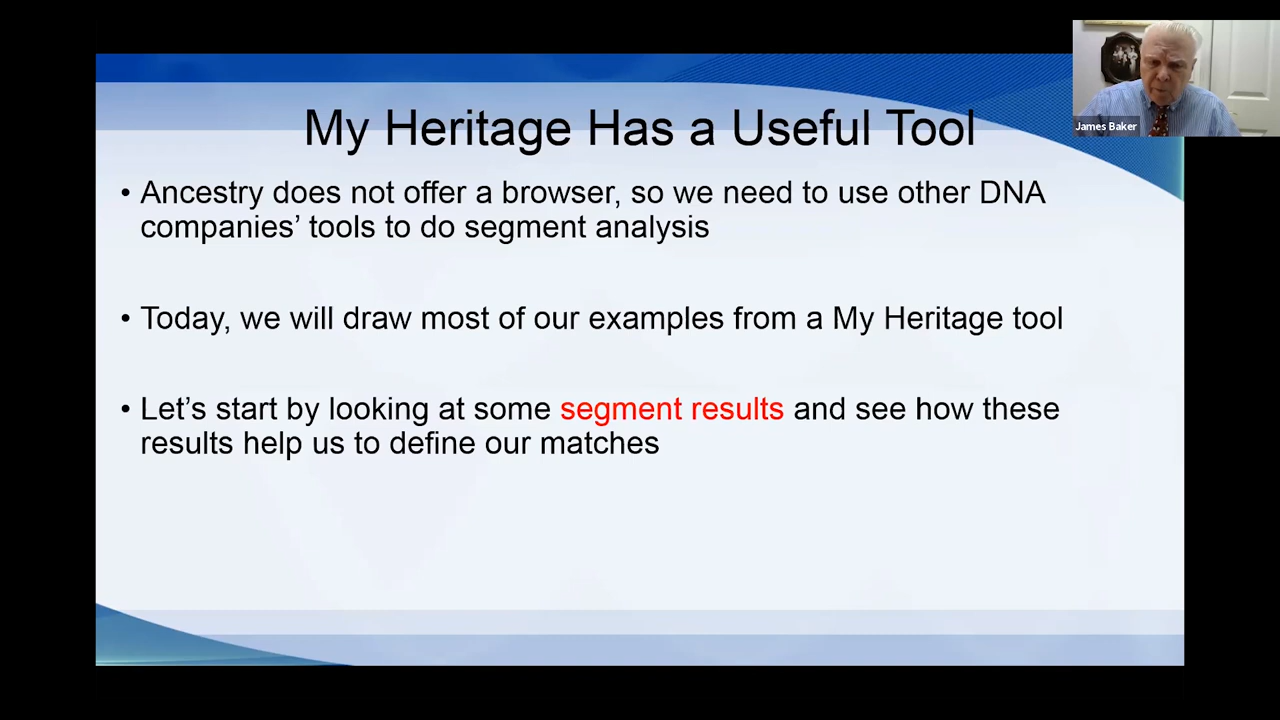 My Heritage Has a Useful Tool
• Ancestry does not offer a browser, so we need to use other DNA
companies’ tools to do segment analysis
• Today, we will draw most of our examples from a My Heritage tool
• Let’s start by looking at some segment results and see how these
results help us to define our matches
James Baker